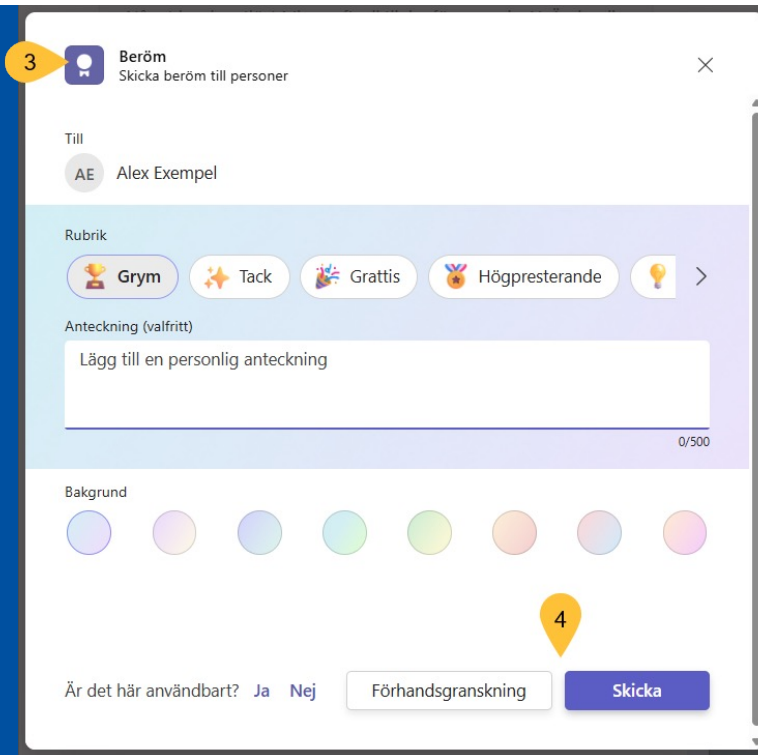 3
Beröm
Skicka beröm till personer
Till
AE Alex Exempel
Rubrik
Grym Tack Grattis Högpresterande
Anteckning (valfritt)
Lägg till en personlig anteckning
0/500
Bakgrund
4
Är det här användbart? Ja Nej Förhandsgranskning Skicka